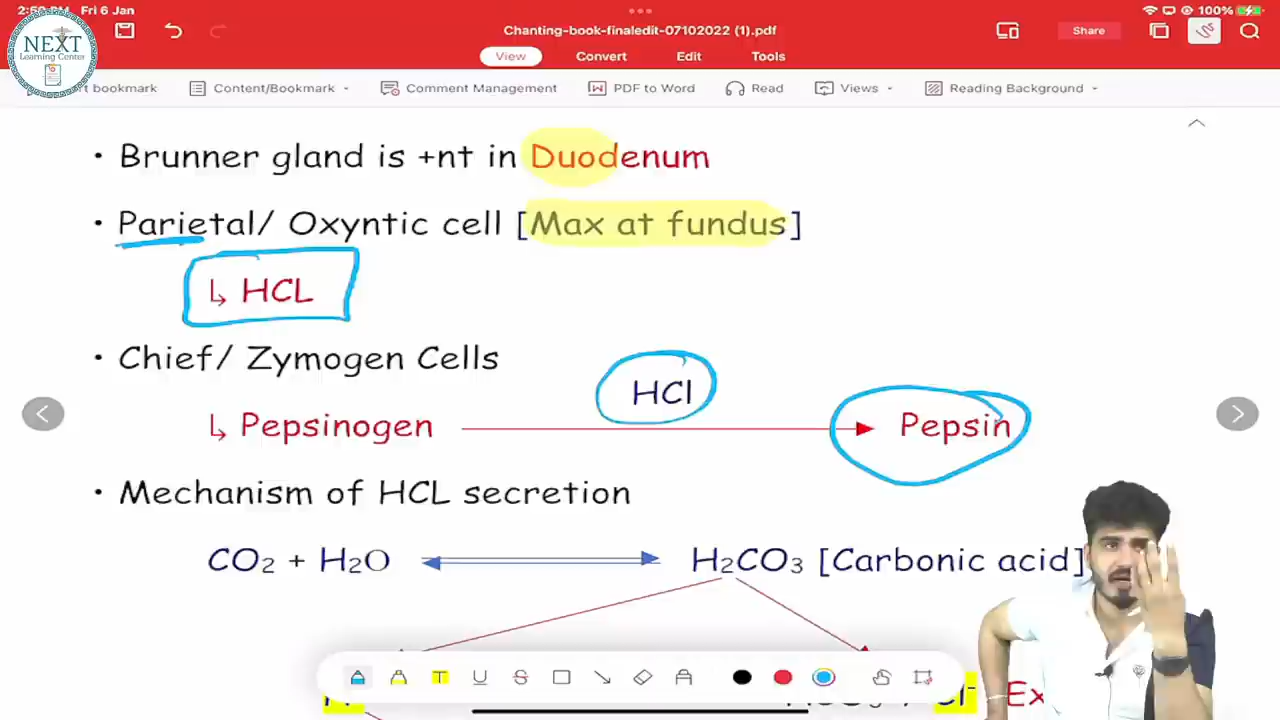 2:50 PM Fri 6 Jan
100%
NEXT
Learning Center
Chanting-book-finaledit-07102022 (1).pdf
Share
View
Convert
Edit
Tools
bookmark
Content/Bookmark
Comment Management
PDF to Word
Read
Views
Reading Background
• Brunner gland is +nt in Duodenum
• Parietal/ Oxyntic cell [Max at fundus]
↳ HCL
• Chief/ Zymogen Cells
HCl
↳ Pepsinogen
Pepsin
• Mechanism of HCL secretion
CO2 + H2O
H2CO3 [Carbonic acid]
T
U
S
A
Ex